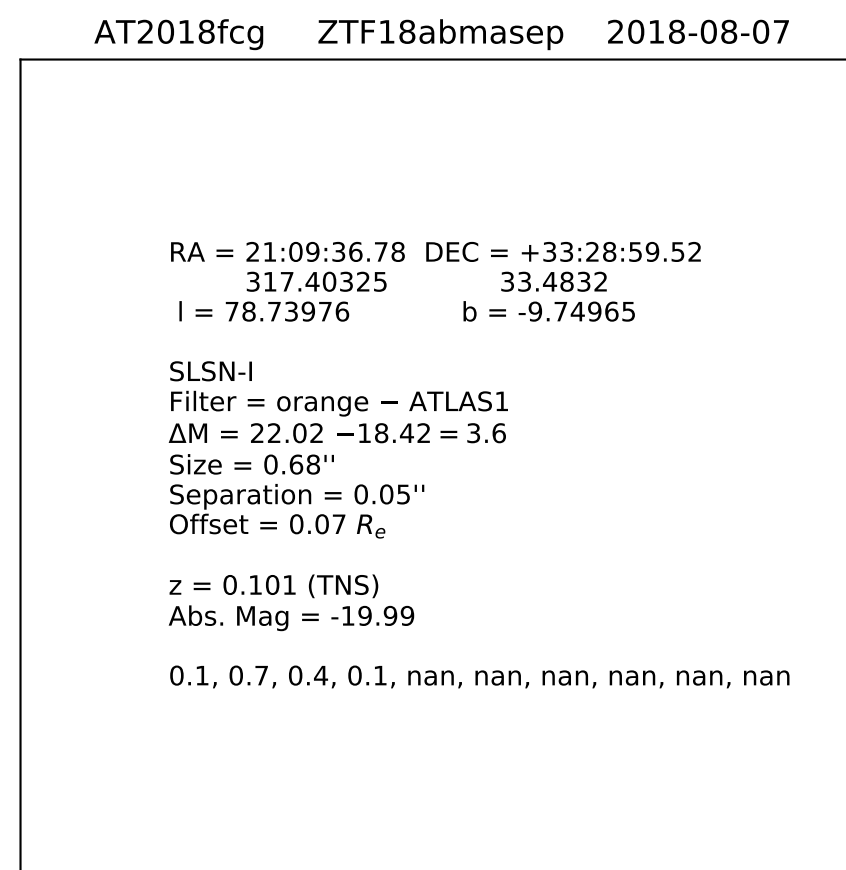 AT2018fcg ZTF18abmasep 2018-08-07
RA = 21:09:36.78 DEC = +33:28:59.52
317.40325 33.4832
l = 78.73976 b = -9.74965
SLSN-I
Filter = orange − ATLAS1
ΔM = 22.02 −18.42 = 3.6
Size = 0.68''
Separation = 0.05''
Offset = 0.07 Re
z = 0.101 (TNS)
Abs. Mag = -19.99
0.1, 0.7, 0.4, 0.1, nan, nan, nan, nan, nan, nan